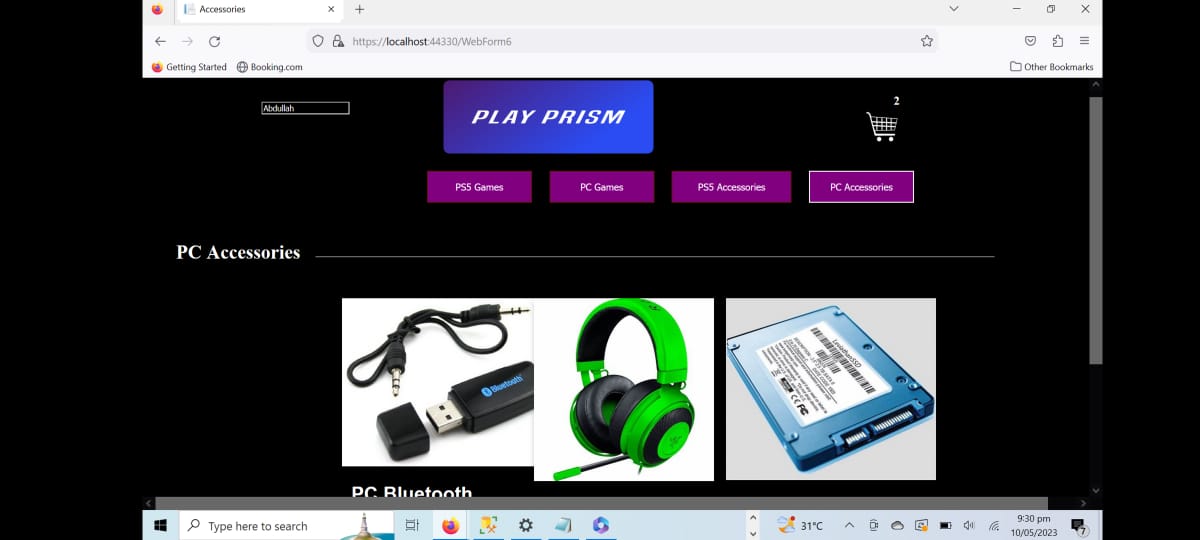 Accessories
https://localhost:44330/WebForm6
Getting Started
Booking.com
Other Bookmarks
Abdullah
PLAY PRISM
2
PS5 Games
PC Games
PS5 Accessories
PC Accessories
PC Accessories
Bluetooth
PC Bluetooth
Type here to search
31°C
9:30 pm
10/05/2023
7